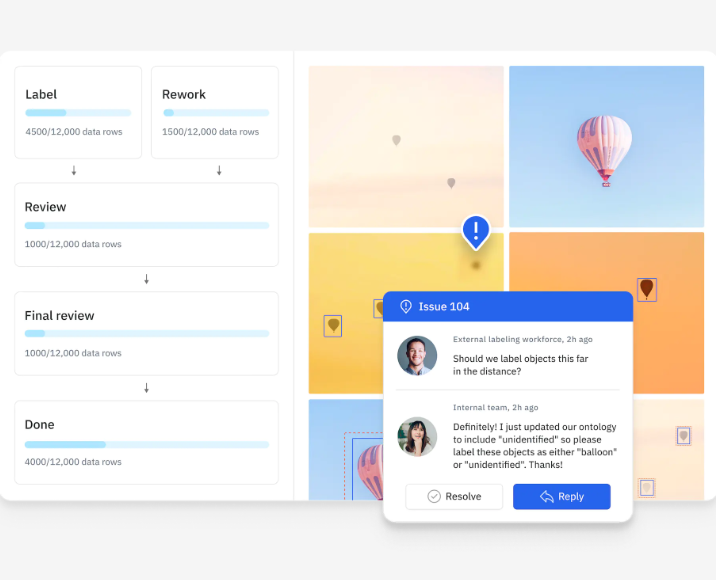 Label
4500/12,000 data rows
Rework
1500/12,000 data rows
Review
1000/12,000 data rows
Final review
1000/12,000 data rows
Done
4000/12,000 data rows
!
Issue 104
External labeling workforce, 2h ago
Should we label objects this far
in the distance?
Internal team, 2h ago
Definitely! I just updated our ontology
to include "unidentified" so please
label these objects as either "balloon"
or "unidentified". Thanks!
Resolve
Reply